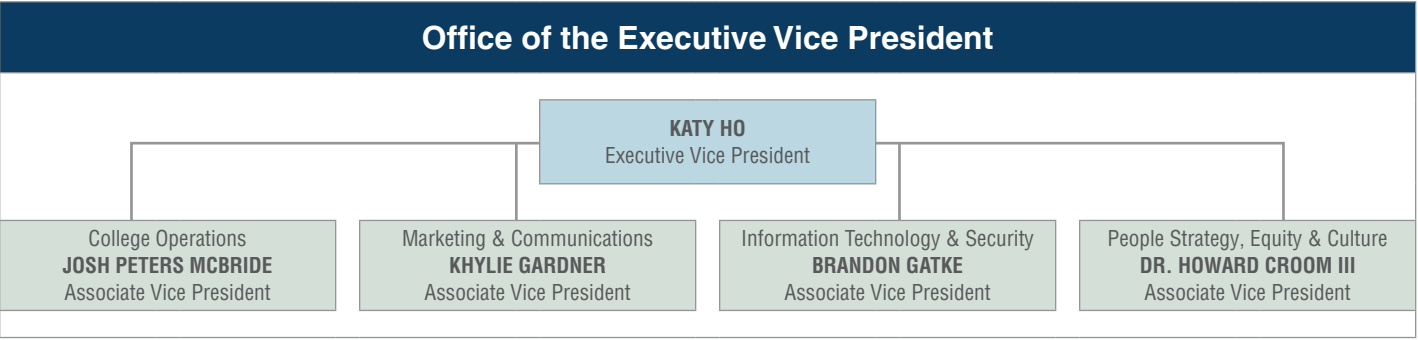 Office of the Executive Vice President
KATY HO
Executive Vice President
College Operations
JOSH PETERS MCBRIDE
Associate Vice President
Marketing & Communications
KHYLIE GARDNER
Associate Vice President
Information Technology & Security
BRANDON GATKE
Associate Vice President
People Strategy, Equity & Culture
DR. HOWARD CROOM III
Associate Vice President